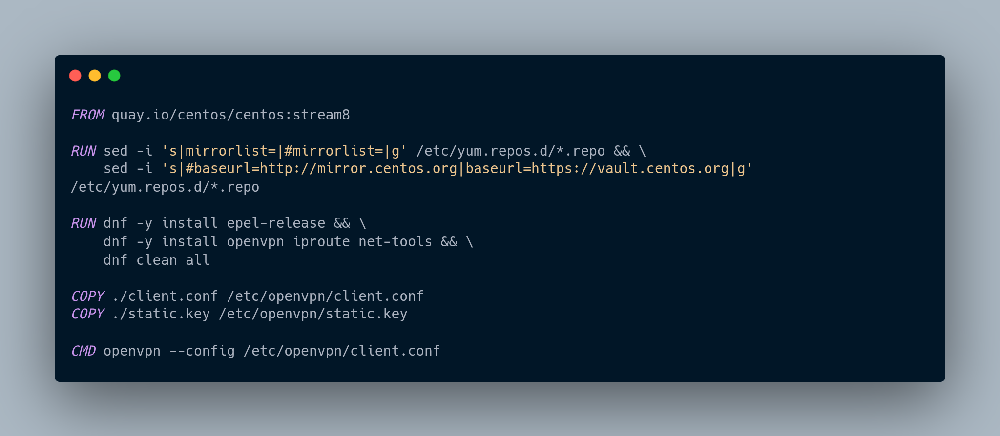 FROM quay.io/centos/centos:stream8

RUN sed -i 's|mirrorlist=|#mirrorlist=|g' /etc/yum.repos.d/*.repo && \
    sed -i 's|#baseurl=http://mirror.centos.org|baseurl=https://vault.centos.org|g'
/etc/yum.repos.d/*.repo

RUN dnf -y install epel-release && \
    dnf -y install openvpn iproute net-tools && \
    dnf clean all

COPY ./client.conf /etc/openvpn/client.conf
COPY ./static.key /etc/openvpn/static.key

CMD openvpn --config /etc/openvpn/client.conf